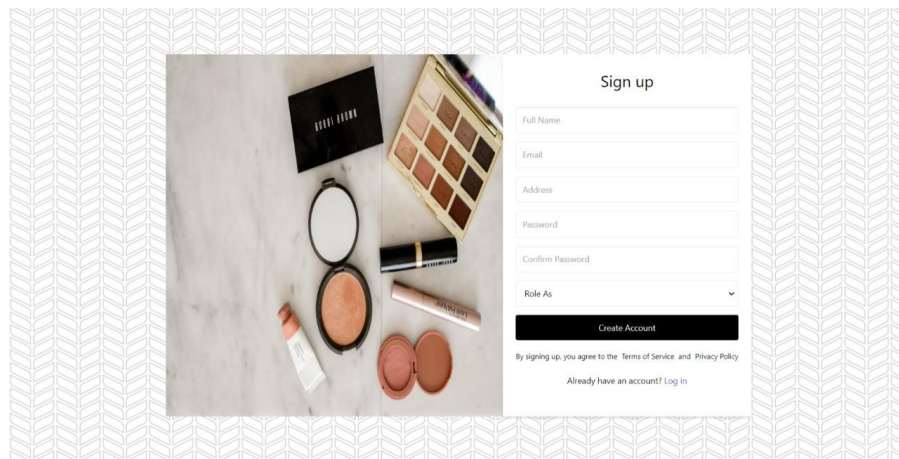 BOBBI BROWN
Sign up
Full Name
Email
Address
Password
Confirm Password
Role As
Create Account
By signing up, you agree to the Terms of Service and Privacy Policy
Already have an account? Log in